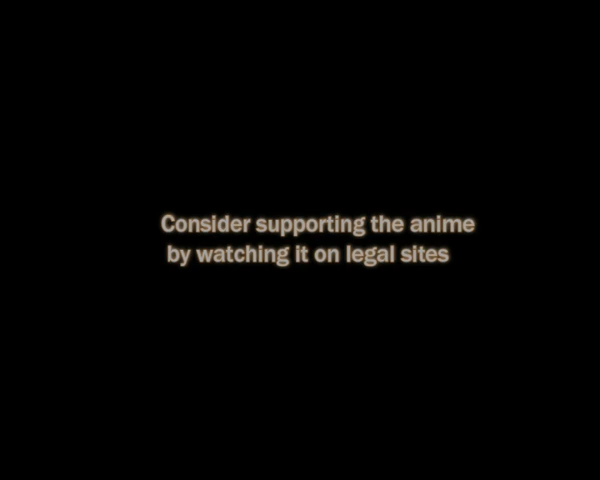 Consider supporting the anime
by watching it on legal sites